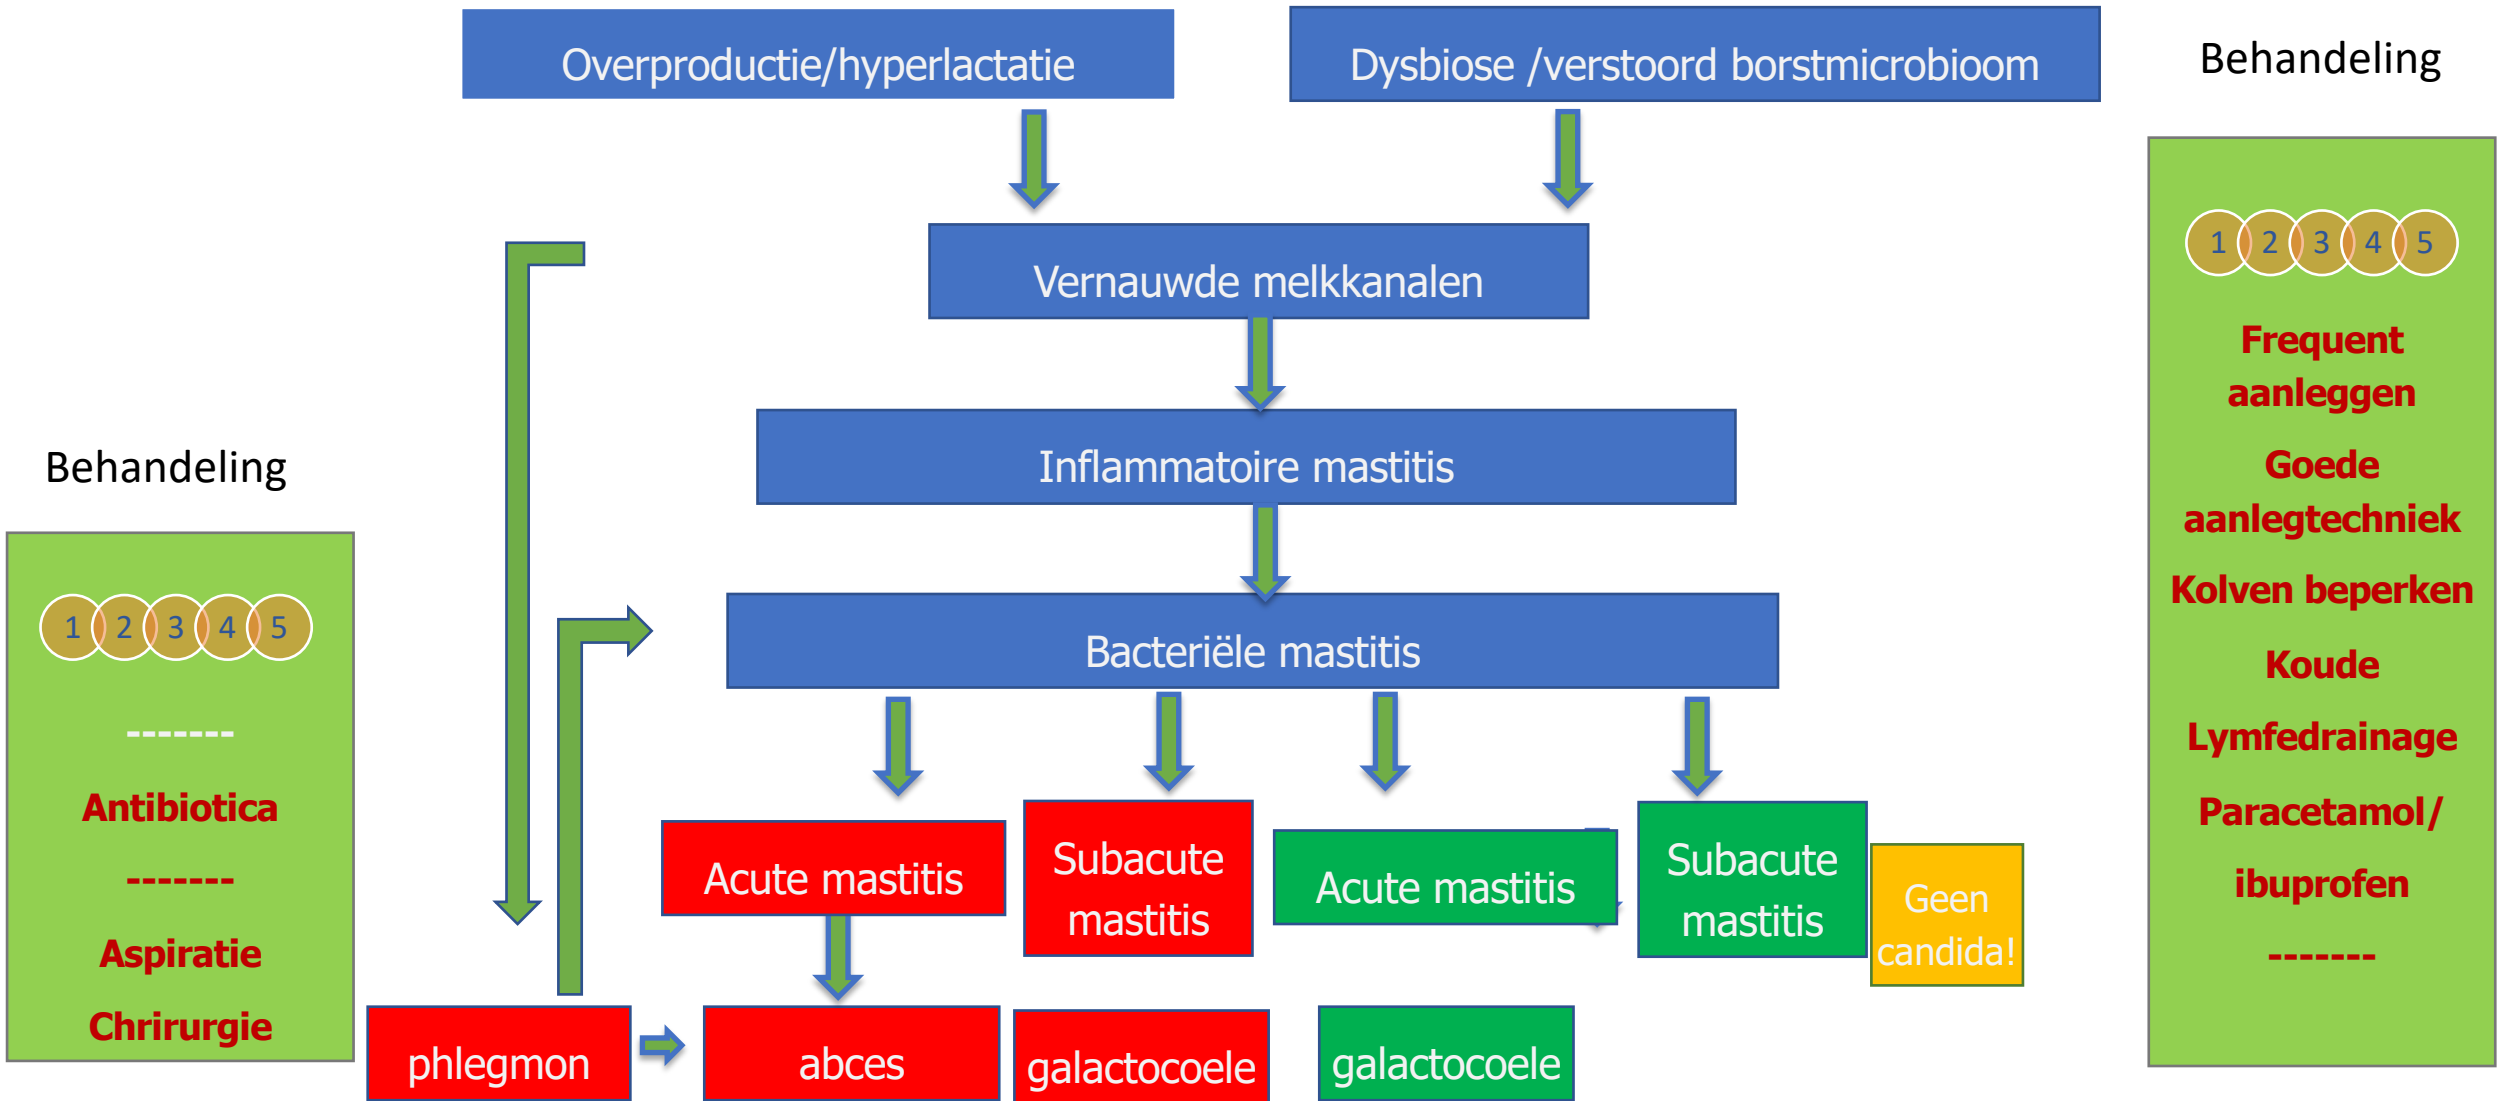 Overproductie/hyperlactatie
Dysbiose /verstoord borstmicrobioom
Behandeling
1 2 3 4 5
Frequent
aanleggen
Goede
aanlegtechniek
Kolven beperken
Koude
Lymfedrainage
Paracetamol/
ibuprofen
-------
Vernauwde melkkanalen
Inflammatoire mastitis
Bacteriële mastitis
Behandeling
1 2 3 4 5
-------
Antibiotica
-------
Aspiratie
Chrirurgie
Acute mastitis
Subacute
mastitis
Acute mastitis
Subacute
mastitis
Geen
candida!
phlegmon
abces
galactocoele
galactocoele